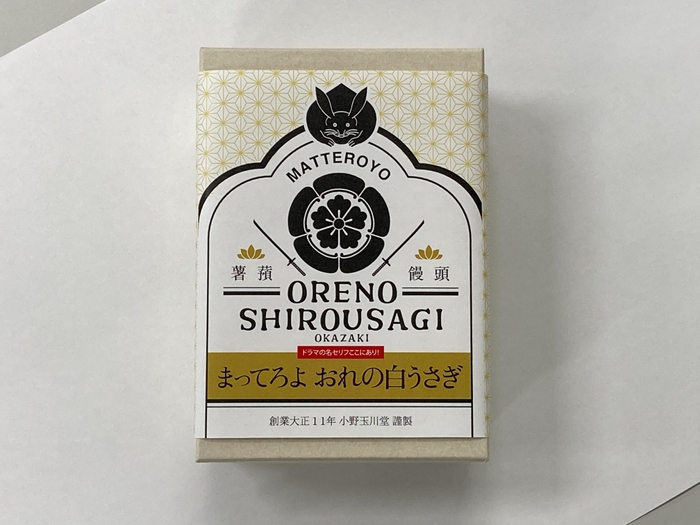 MATTEROYO
薯蕷 饅頭
ORENO
SHIROUSAGI
OKAZAKI
ドラマの名セリフここにあり!
まってろよ おれの白うさぎ
創業大正11年 小野玉川堂 謹製